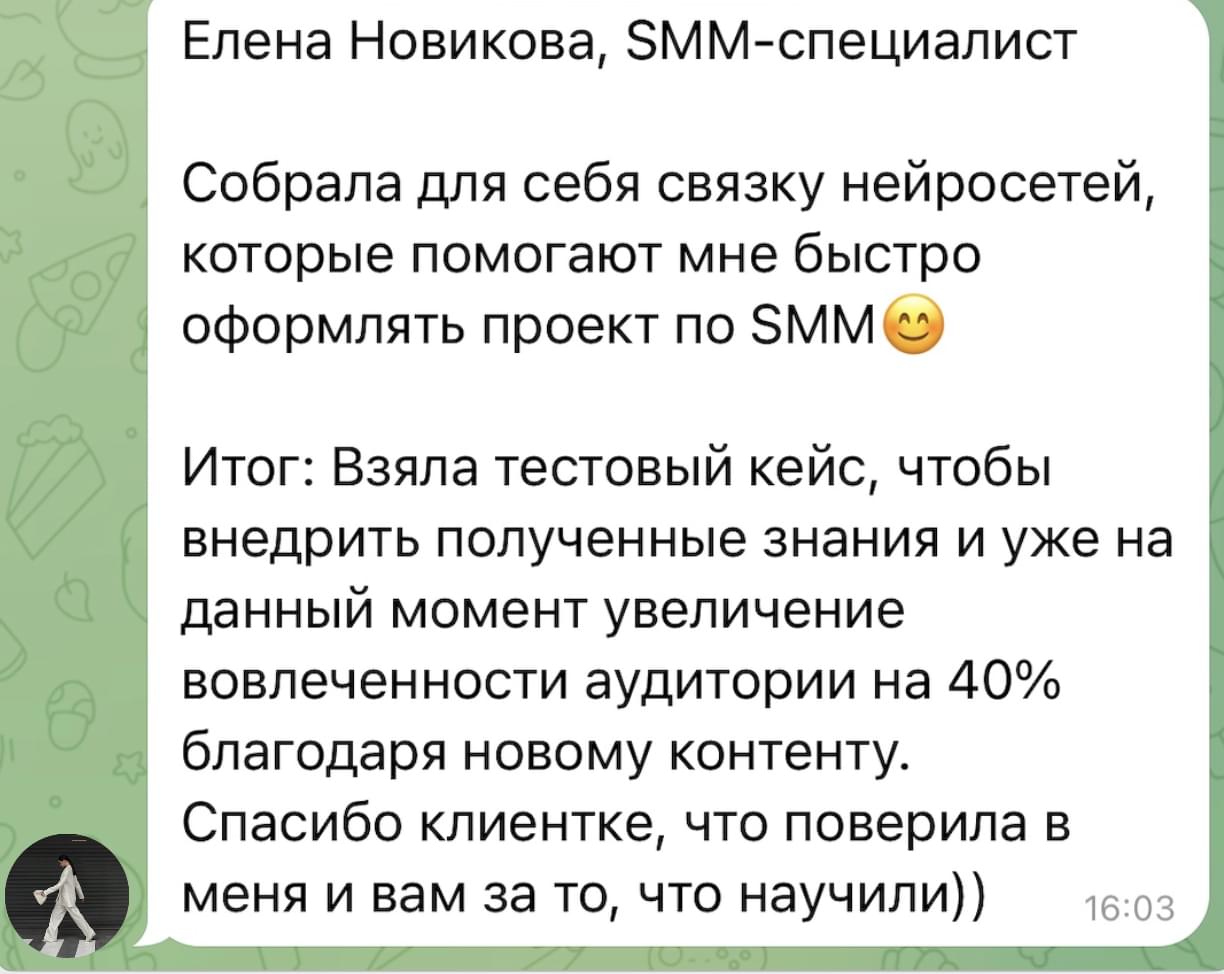 Елена Новикова, SMM-специалист
Собрала для себя связку нейросетей,
которые помогают мне быстро
оформлять проект по SMM😊
Итог: Взяла тестовый кейс, чтобы
внедрить полученные знания и уже на
данный момент увеличение
вовлеченности аудитории на 40%
благодаря новому контенту.
Спасибо клиентке, что поверила в
меня и вам за то, что научили))
16:03